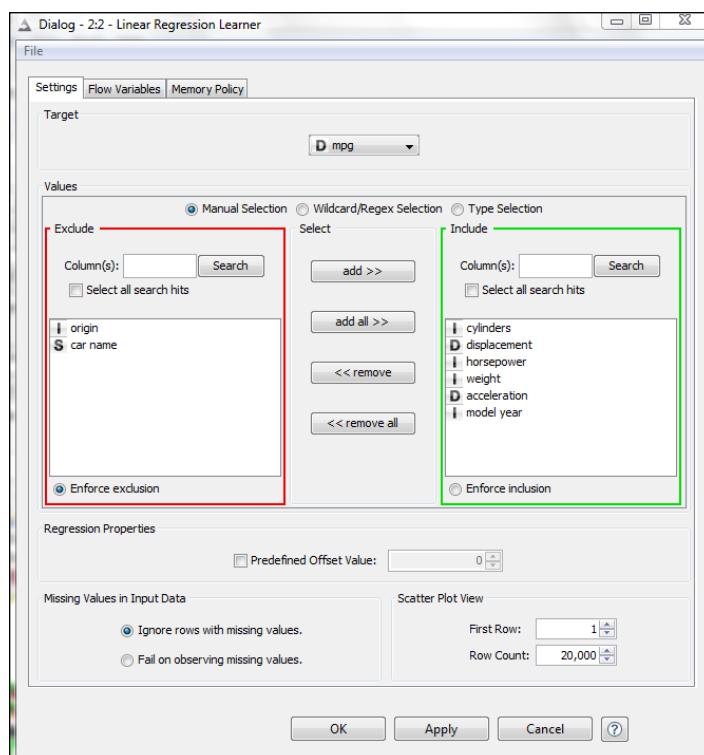 Dialog - 2:2 - Linear Regression Learner
File
Settings Flow Variables Memory Policy
Target
D mpg
Values
Manual Selection Wildcard/Regex Selection Type Selection
Exclude
Column(s): Search
Select all search hits
I origin
S car name
Enforce exclusion
Select
add >>
add all >>
<< remove
<< remove all
Include
Column(s): Search
Select all search hits
I cylinders
D displacement
I horsepower
I weight
D acceleration
I model year
Enforce inclusion
Regression Properties
Predefined Offset Value: 0
Missing Values in Input Data
Ignore rows with missing values.
Fail on observing missing values.
Scatter Plot View
First Row: 1
Row Count: 20,000
OK Apply Cancel ?